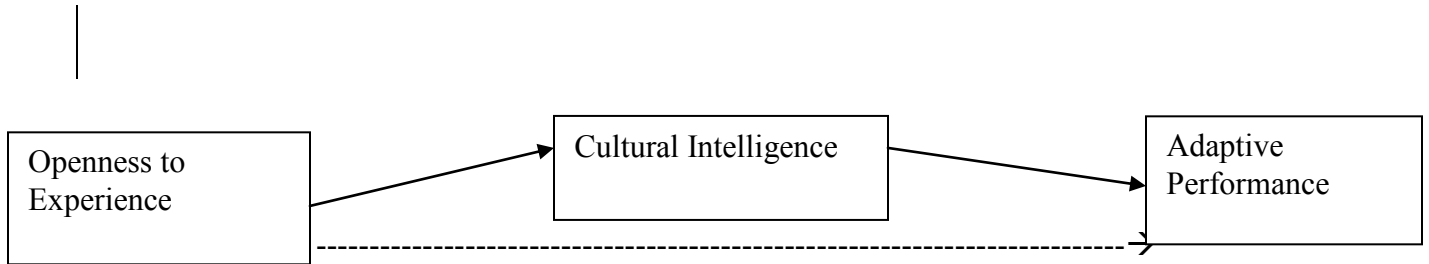 Openness to
Experience
Cultural Intelligence
Adaptive
Performance